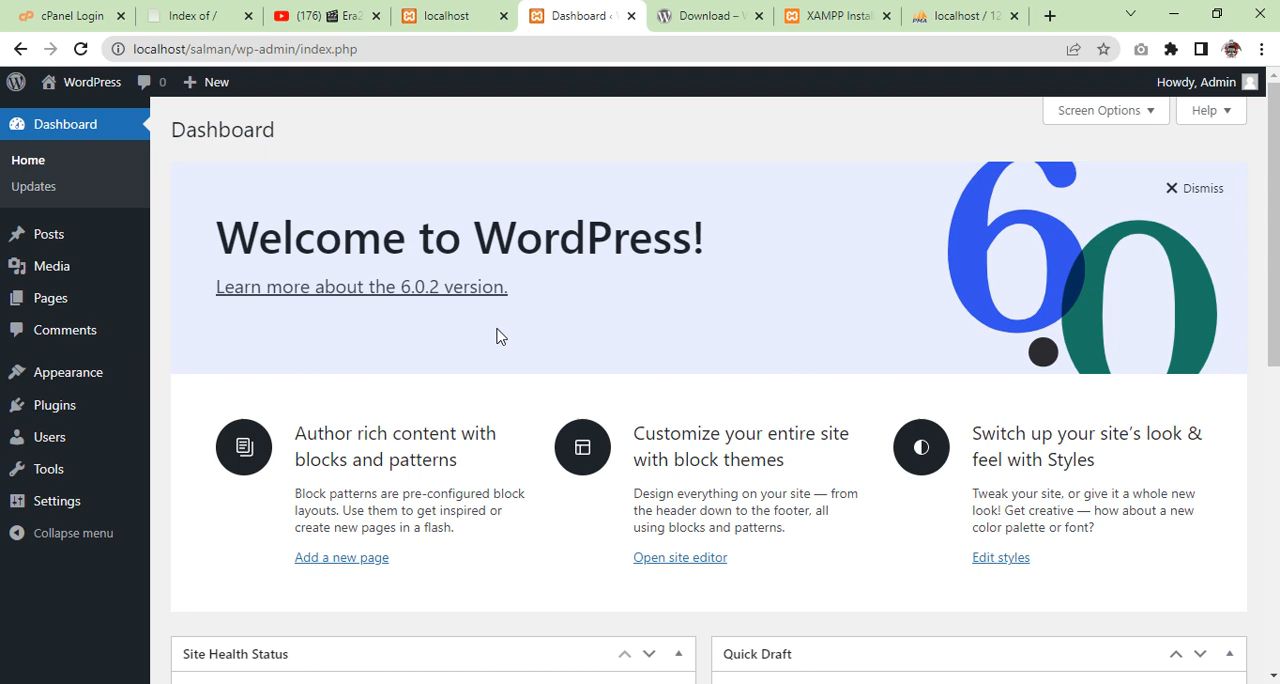 cPanel Login
Index of /
(176) Era2
localhost
Dashboard ‹
Download –
XAMPP Instal
localhost / 12
localhost/salman/wp-admin/index.php
WordPress
0
New
Howdy, Admin
Dashboard
Home
Updates
Posts
Media
Pages
Comments
Appearance
Plugins
Users
Tools
Settings
Collapse menu
Screen Options
Help
Dashboard
Dismiss
6.0
Welcome to WordPress!
Learn more about the 6.0.2 version.
Author rich content with
blocks and patterns
Block patterns are pre-configured block
layouts. Use them to get inspired or
create new pages in a flash.
Add a new page
Customize your entire site
with block themes
Design everything on your site — from
the header down to the footer, all
using blocks and patterns.
Open site editor
Switch up your site’s look &
feel with Styles
Tweak your site, or give it a whole new
look! Get creative — how about a new
color palette or font?
Edit styles
Site Health Status
Quick Draft